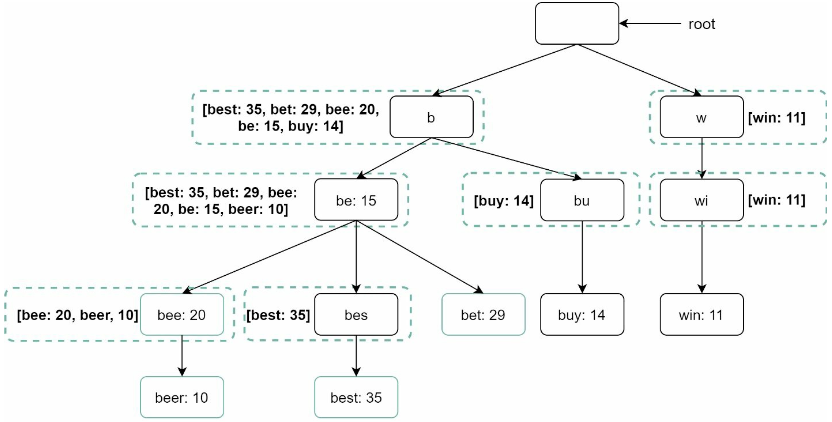 root
[best: 35, bet: 29, bee: 20,
be: 15, buy: 14]
b
w
[win: 11]
[best: 35, bet: 29, bee:
20, be: 15, beer: 10]
be: 15
[buy: 14]
bu
wi
[win: 11]
[bee: 20, beer, 10]
bee: 20
[best: 35]
bes
bet: 29
buy: 14
win: 11
beer: 10
best: 35